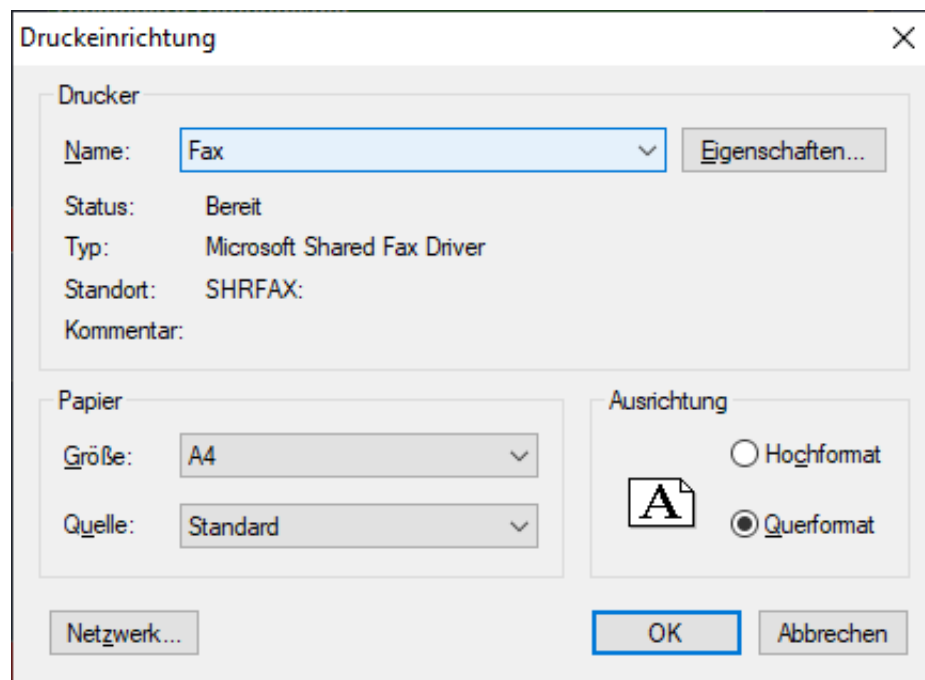 Druckeinrichtung
Drucker
Name: Fax Eigenschaften...
Status: Bereit
Typ: Microsoft Shared Fax Driver
Standort: SHRFAX:
Kommentar:
Papier
Größe: A4
Quelle: Standard
Ausrichtung
A
Hochformat
Querformat
Netzwerk... OK Abbrechen